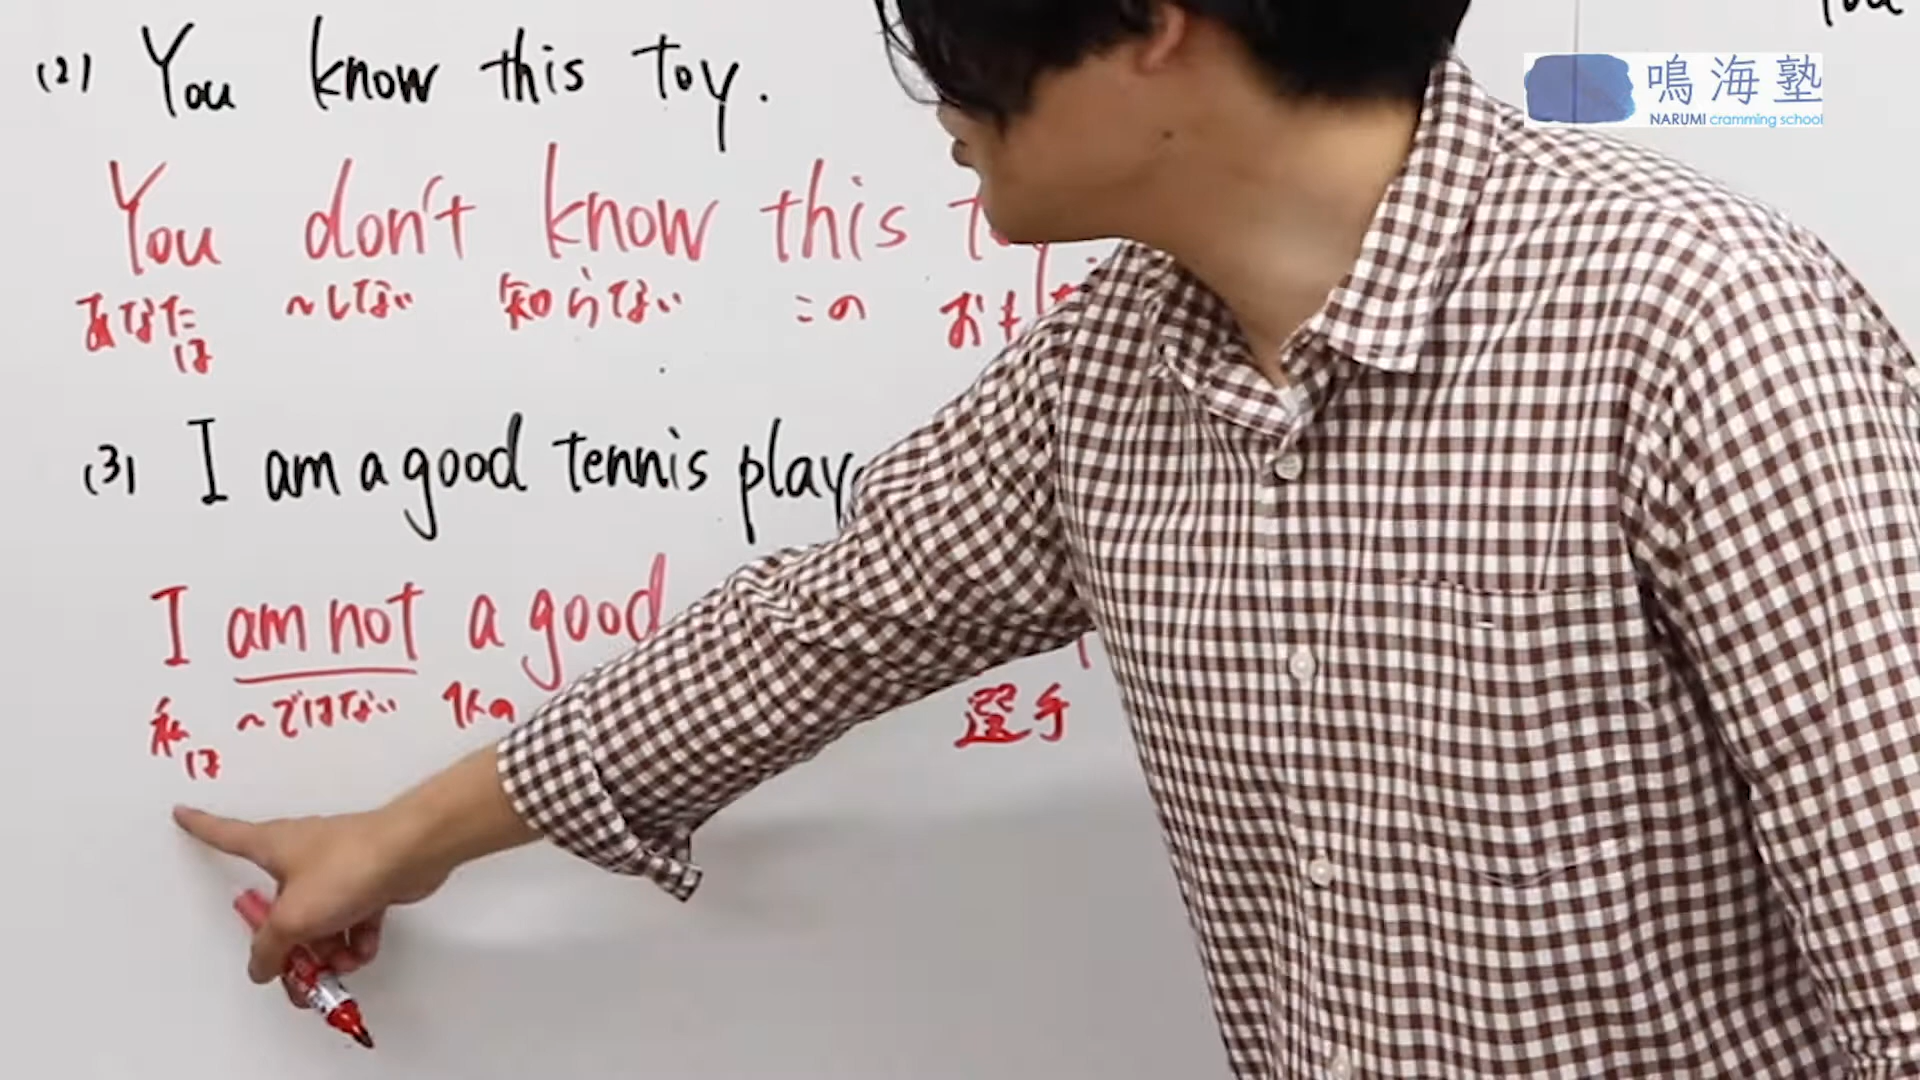 (2) You know this toy.
You don't know this
あなたは 〜しない 知らない この おも
(3) I am a good tennis play
I am not a good
私は 〜ではない 1人の 選手
You
鳴海塾
NARUMI cramming school